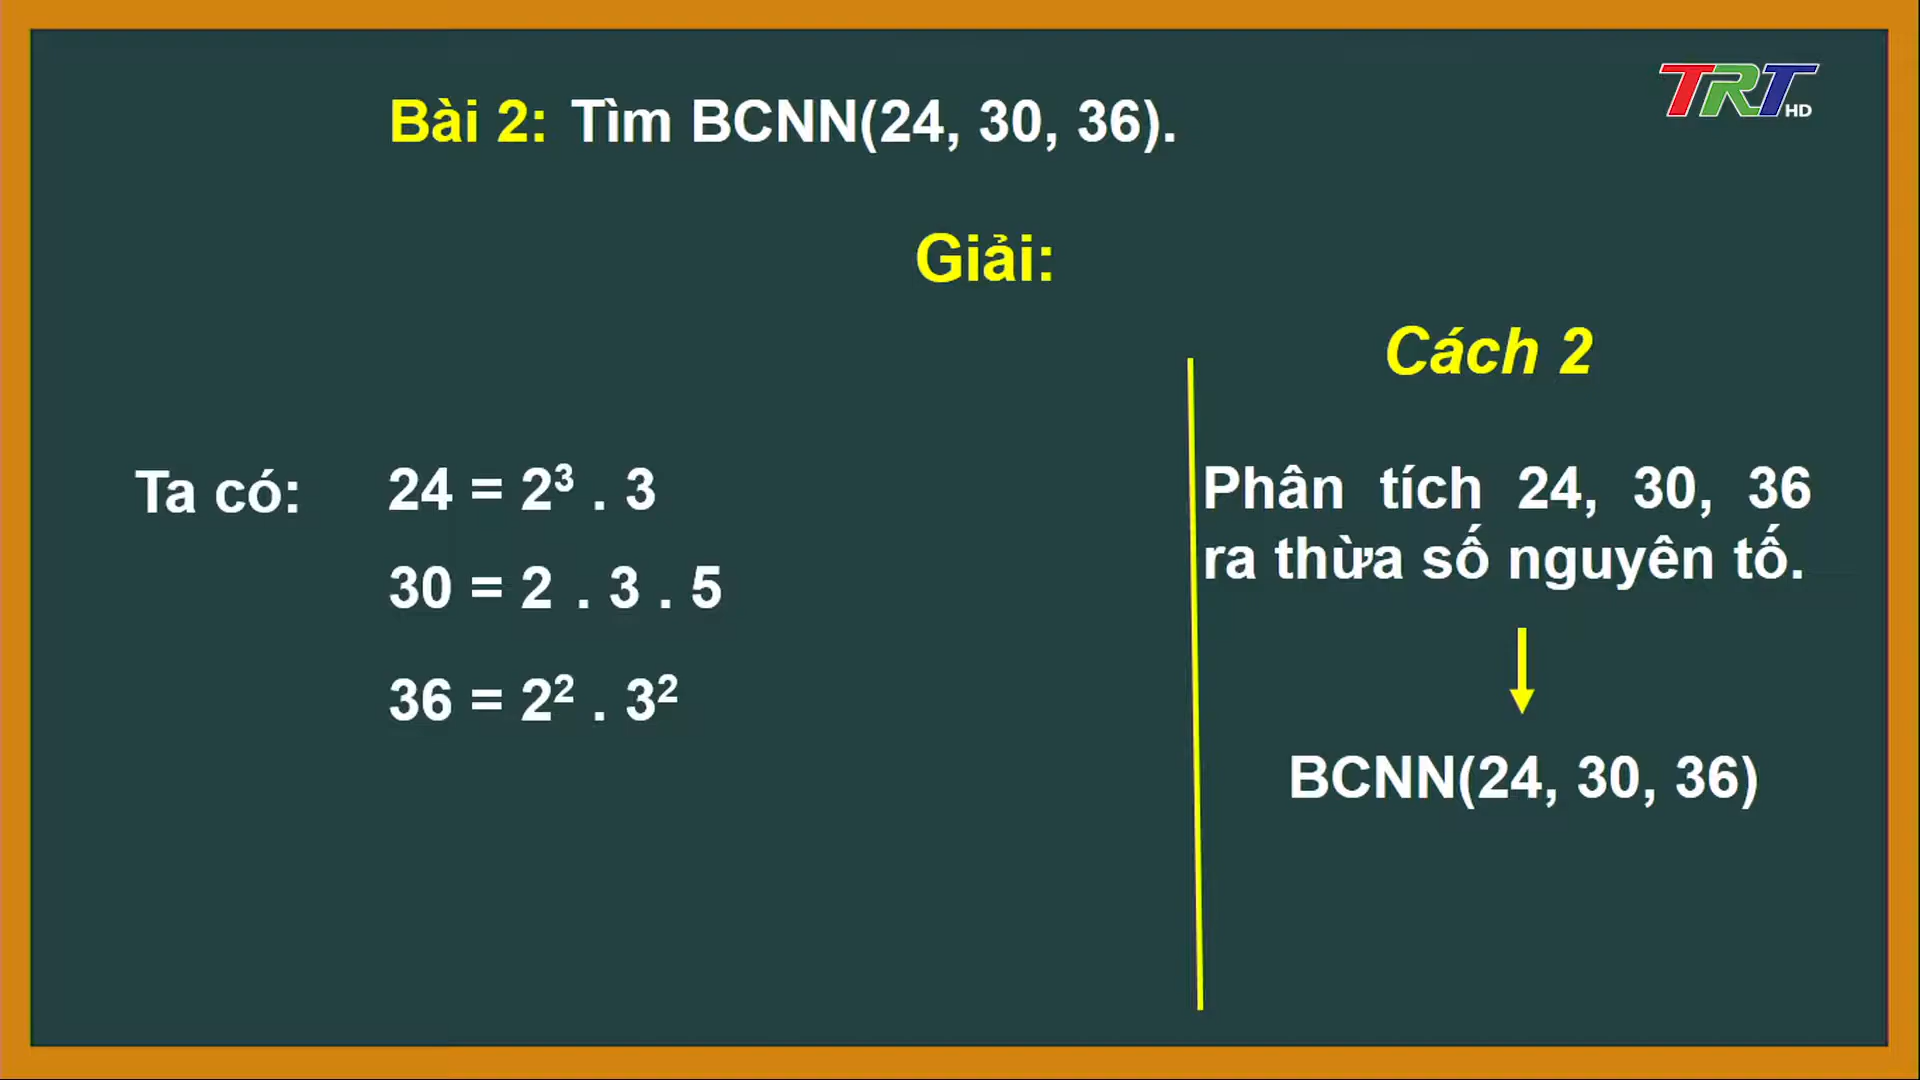 TRT HD
Bài 2: Tìm BCNN(24, 30, 36).
Giải:
Cách 2
Ta có: 24 = 2³ . 3
30 = 2 . 3 . 5
36 = 2² . 3²
Phân tích 24, 30, 36
ra thừa số nguyên tố.
BCNN(24, 30, 36)